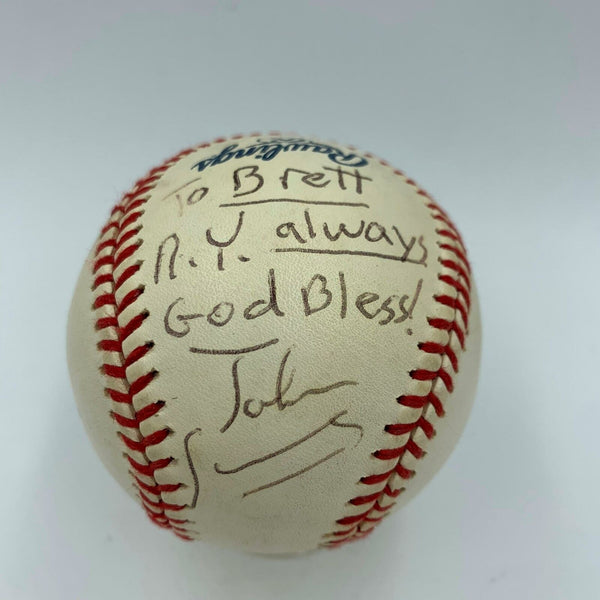 Rawlings
To Brett
N.Y. always
God Bless!
John